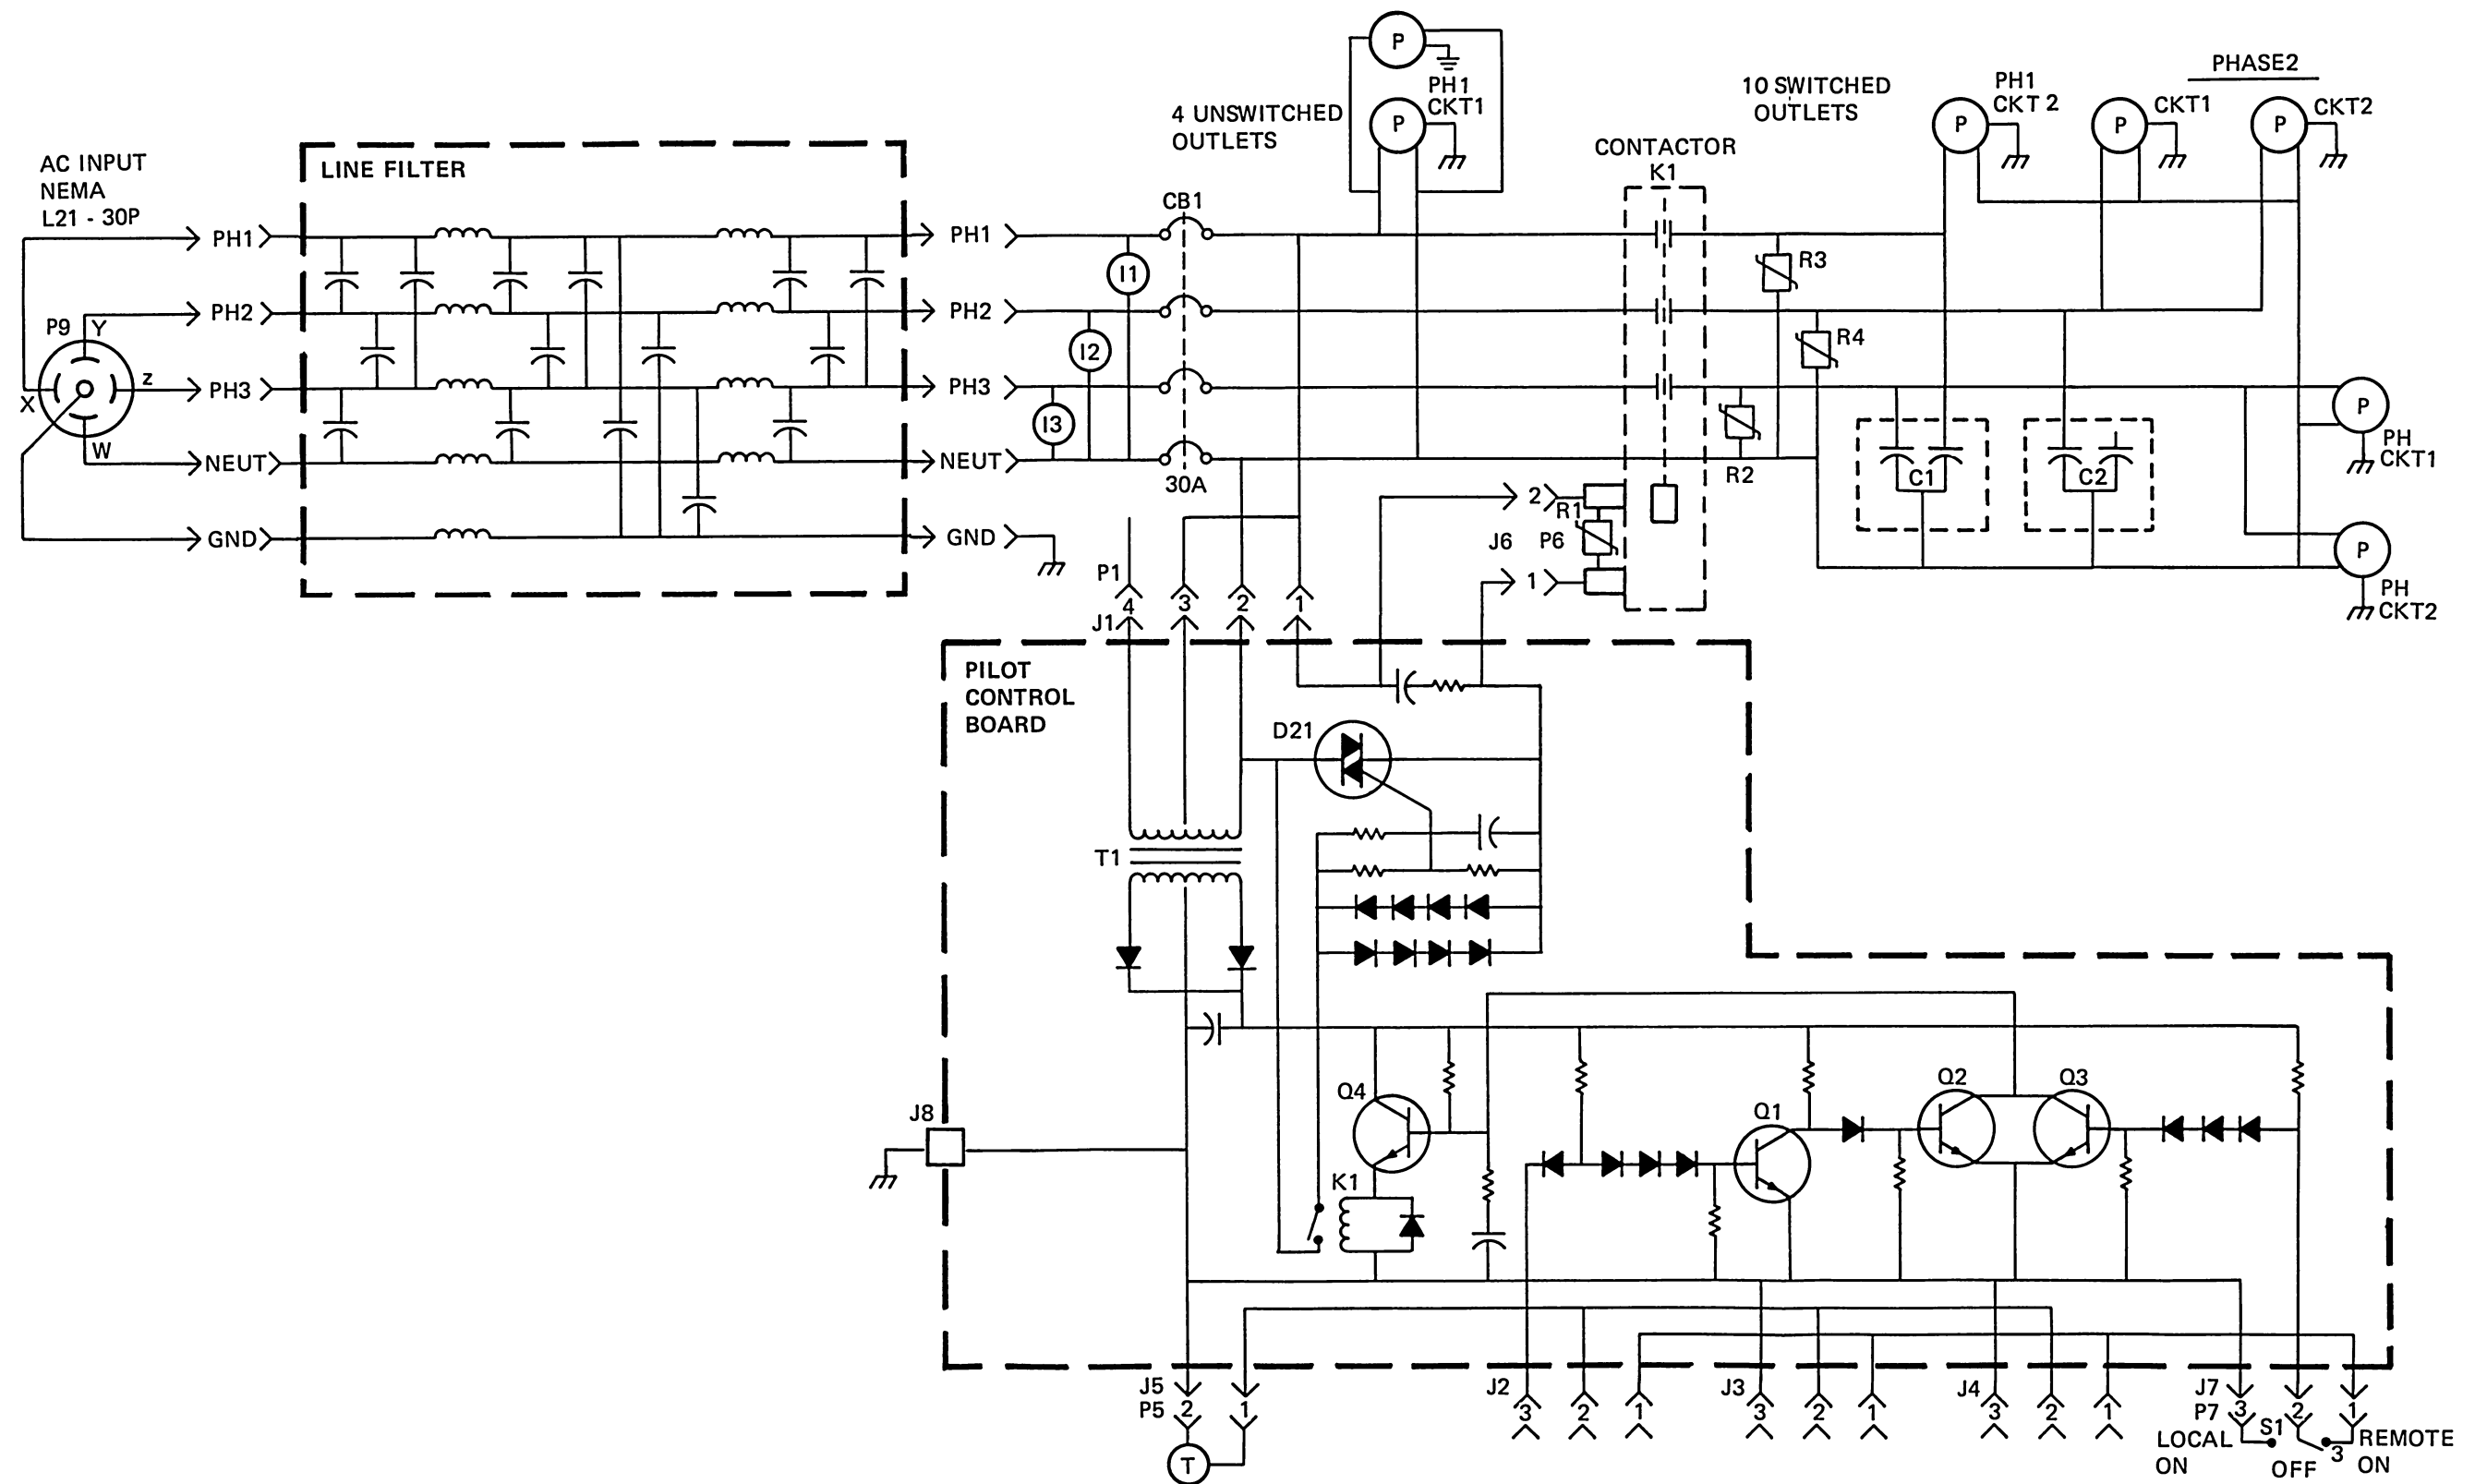 P
PH1
CKT1
4 UNSWITCHED
OUTLETS
P
10 SWITCHED
OUTLETS
PH1
CKT 2
P
PHASE2
CKT1
P
CKT2
P
CONTACTOR
K1
AC INPUT
NEMA
L21 - 30P
LINE FILTER
CB1
PH1
PH1
I1
R3
PH2
PH2
P9
Y
I2
R4
X
Z
PH3
PH3
I3
P
PH
CKT1
W
NEUT
NEUT
30A
R2
C1
C2
2
R1
J6
P6
1
GND
GND
P
PH
CKT2
P1
4
3
2
1
J1
PILOT
CONTROL
BOARD
D21
T1
J8
Q4
K1
Q1
Q2
Q3
J5
P5
2
1
T
J2
3
2
1
J3
3
2
1
J4
3
2
1
J7
P7
3
2
1
S1
3
LOCAL
ON
OFF
REMOTE
ON